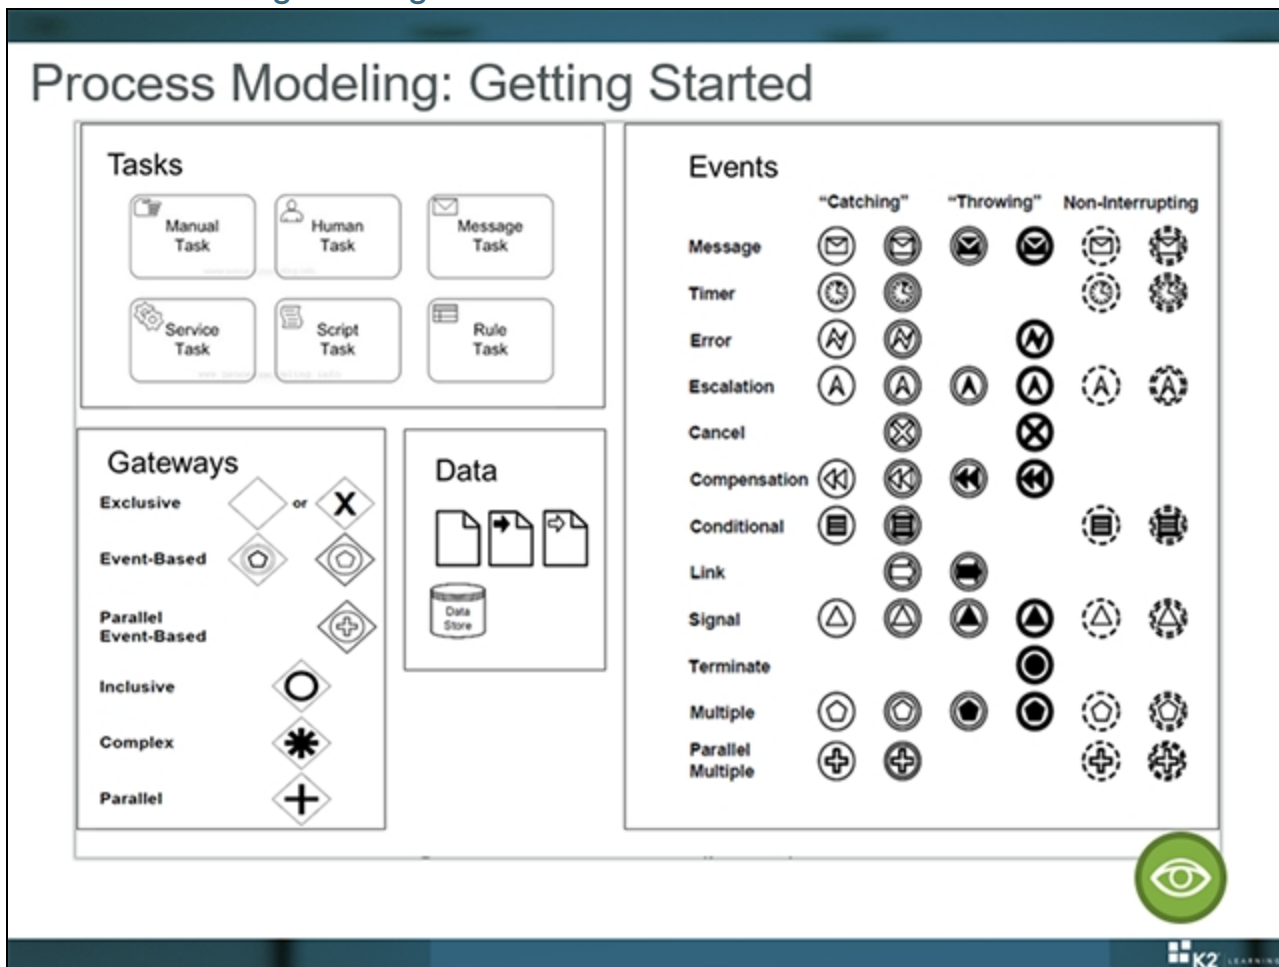 Process Modeling: Getting Started
Tasks
Manual
Task
Human
Task
Message
Task
Service
Task
Script
Task
Rule
Task
Gateways
Exclusive
or
X
Event-Based
Parallel
Event-Based
Inclusive
Complex
Parallel
Data
Data
Store
Events
"Catching"
"Throwing"
Non-Interrupting
Message
Timer
Error
Escalation
Cancel
Compensation
Conditional
Link
Signal
Terminate
Multiple
Parallel
Multiple
K2 LEARNING